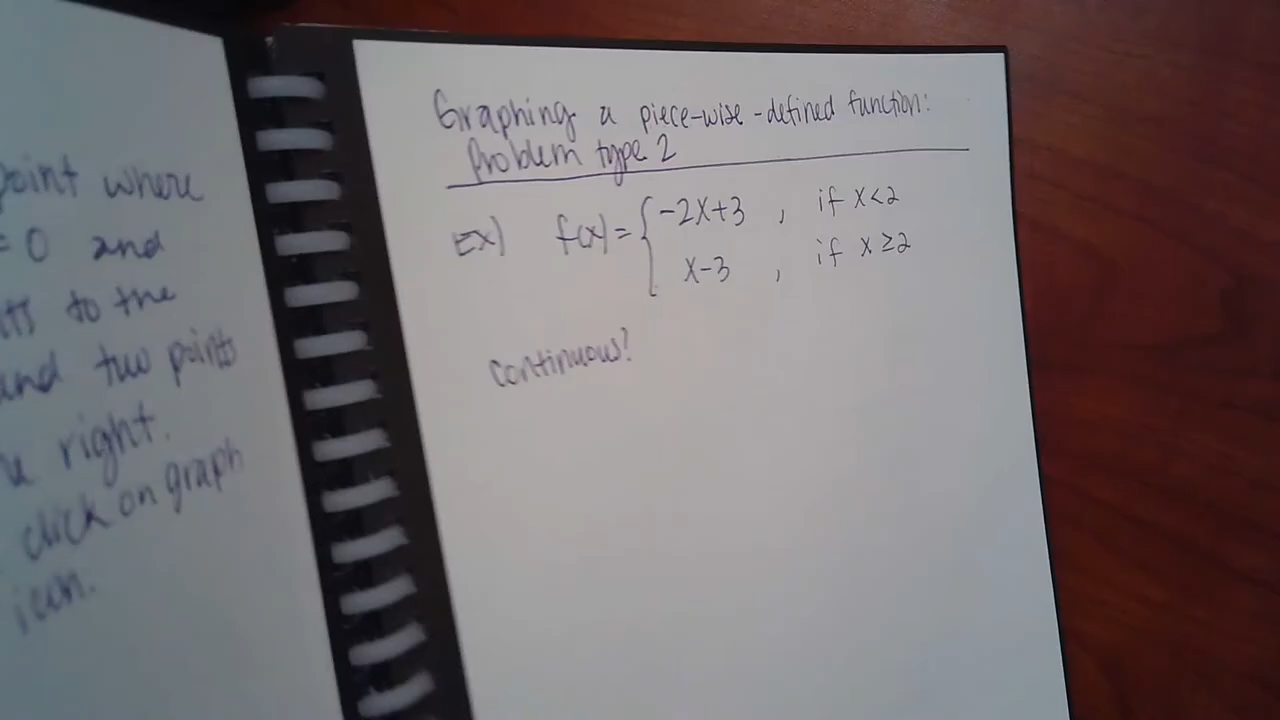 point where
= 0 and
to the
and two points
right.
click on graph
icon.
Graphing a piece-wise-defined function:
Problem type 2
Ex) f(x) = { -2x+3 , if x<2
x-3 , if x≥2
continuous?